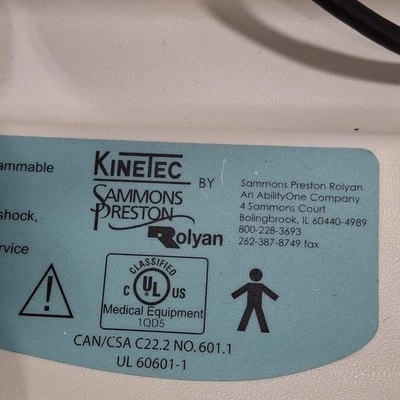 ammable
shock,
rvice
KINETEC
BY
SAMMONS
PRESTON
Rolyan
Sammons Preston Rolyan
An AbilityOne Company
4 Sammons Court
Bolingbrook, IL 60440-4989
800-228-3693
262-387-8749 fax
CLASSIFIED
C UL US
Medical Equipment
1QD5
CAN/CSA C22.2 NO. 601.1
UL 60601-1